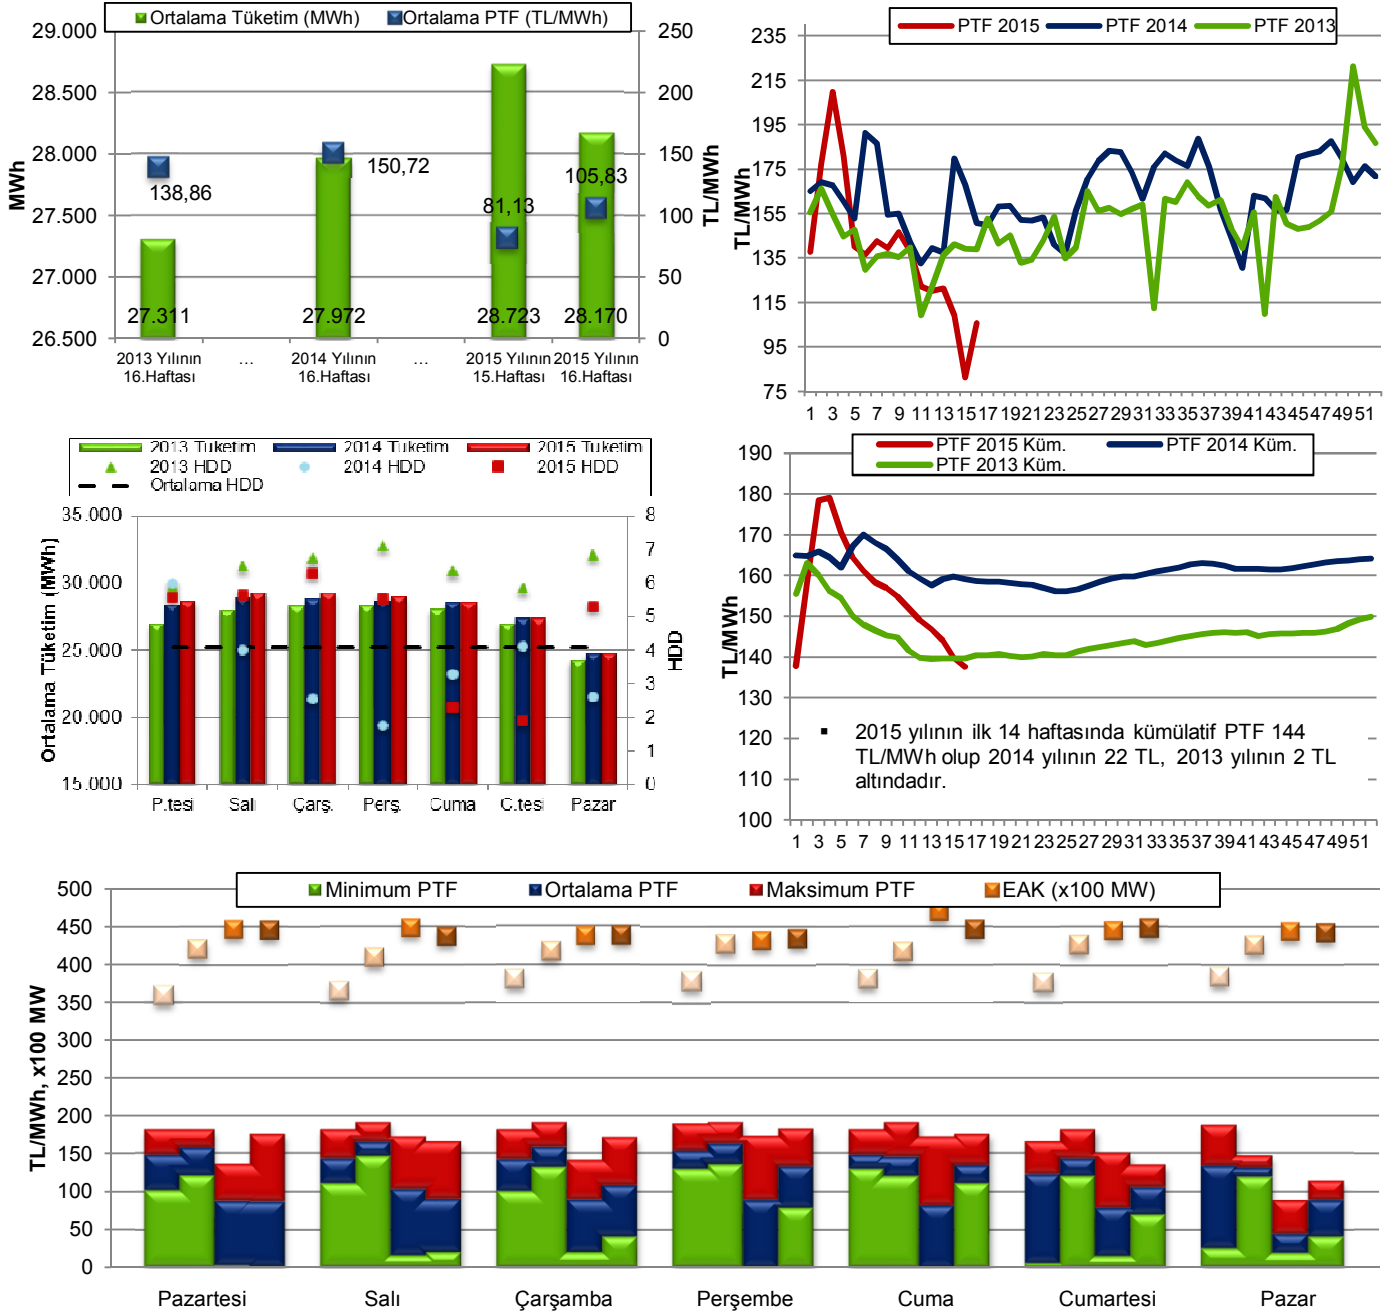 Ortalama Tüketim (MWh) Ortalama PTF (TL/MWh)
29.000
28.500
28.000
27.500
27.000
26.500
MWh
250
200
150
100
50
0
TL/MWh
138,86
150,72
81,13
105,83
27.311
27.972
28.723
28.170
2013 Yılının 16.Haftası
...
2014 Yılının 16.Haftası
...
2015 Yılının 15.Haftası
2015 Yılının 16.Haftası
PTF 2015 PTF 2014 PTF 2013
235
215
195
175
155
135
115
95
75
TL/MWh
1 3 5 7 9 11 13 15 17 19 21 23 25 27 29 31 33 35 37 39 41 43 45 47 49 51
2013 Tüketim 2014 Tüketim 2015 Tüketim
2013 HDD 2014 HDD 2015 HDD
Ortalama HDD
35.000
30.000
25.000
20.000
15.000
Ortalama Tüketim (MWh)
8
7
6
5
4
3
2
1
0
HDD
P.tesi Salı Çarş. Perş. Cuma C.tesi Pazar
PTF 2015 Küm. PTF 2014 Küm.
PTF 2013 Küm.
190
180
170
160
150
140
130
120
110
100
TL/MWh
▪ 2015 yılının ilk 14 haftasında kümülatif PTF 144
TL/MWh olup 2014 yılının 22 TL, 2013 yılının 2 TL
altındadır.
1 3 5 7 9 11 13 15 17 19 21 23 25 27 29 31 33 35 37 39 41 43 45 47 49 51
Minimum PTF Ortalama PTF Maksimum PTF EAK (x100 MW)
500
450
400
350
300
250
200
150
100
50
0
TL/MWh, x100 MW
Pazartesi Salı Çarşamba Perşembe Cuma Cumartesi Pazar